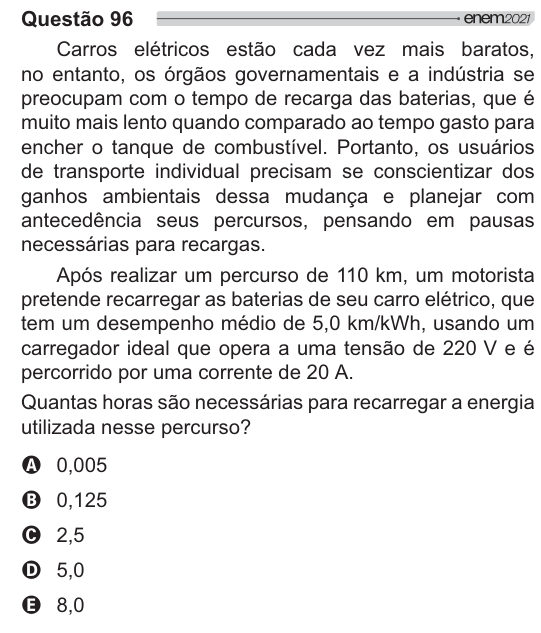 Questão 96
enem2021
Carros elétricos estão cada vez mais baratos,
no entanto, os órgãos governamentais e a indústria se
preocupam com o tempo de recarga das baterias, que é
muito mais lento quando comparado ao tempo gasto para
encher o tanque de combustível. Portanto, os usuários
de transporte individual precisam se conscientizar dos
ganhos ambientais dessa mudança e planejar com
antecedência seus percursos, pensando em pausas
necessárias para recargas.
Após realizar um percurso de 110 km, um motorista
pretende recarregar as baterias de seu carro elétrico, que
tem um desempenho médio de 5,0 km/kWh, usando um
carregador ideal que opera a uma tensão de 220 V e é
percorrido por uma corrente de 20 A.
Quantas horas são necessárias para recarregar a energia
utilizada nesse percurso?
A 0,005
B 0,125
C 2,5
D 5,0
E 8,0